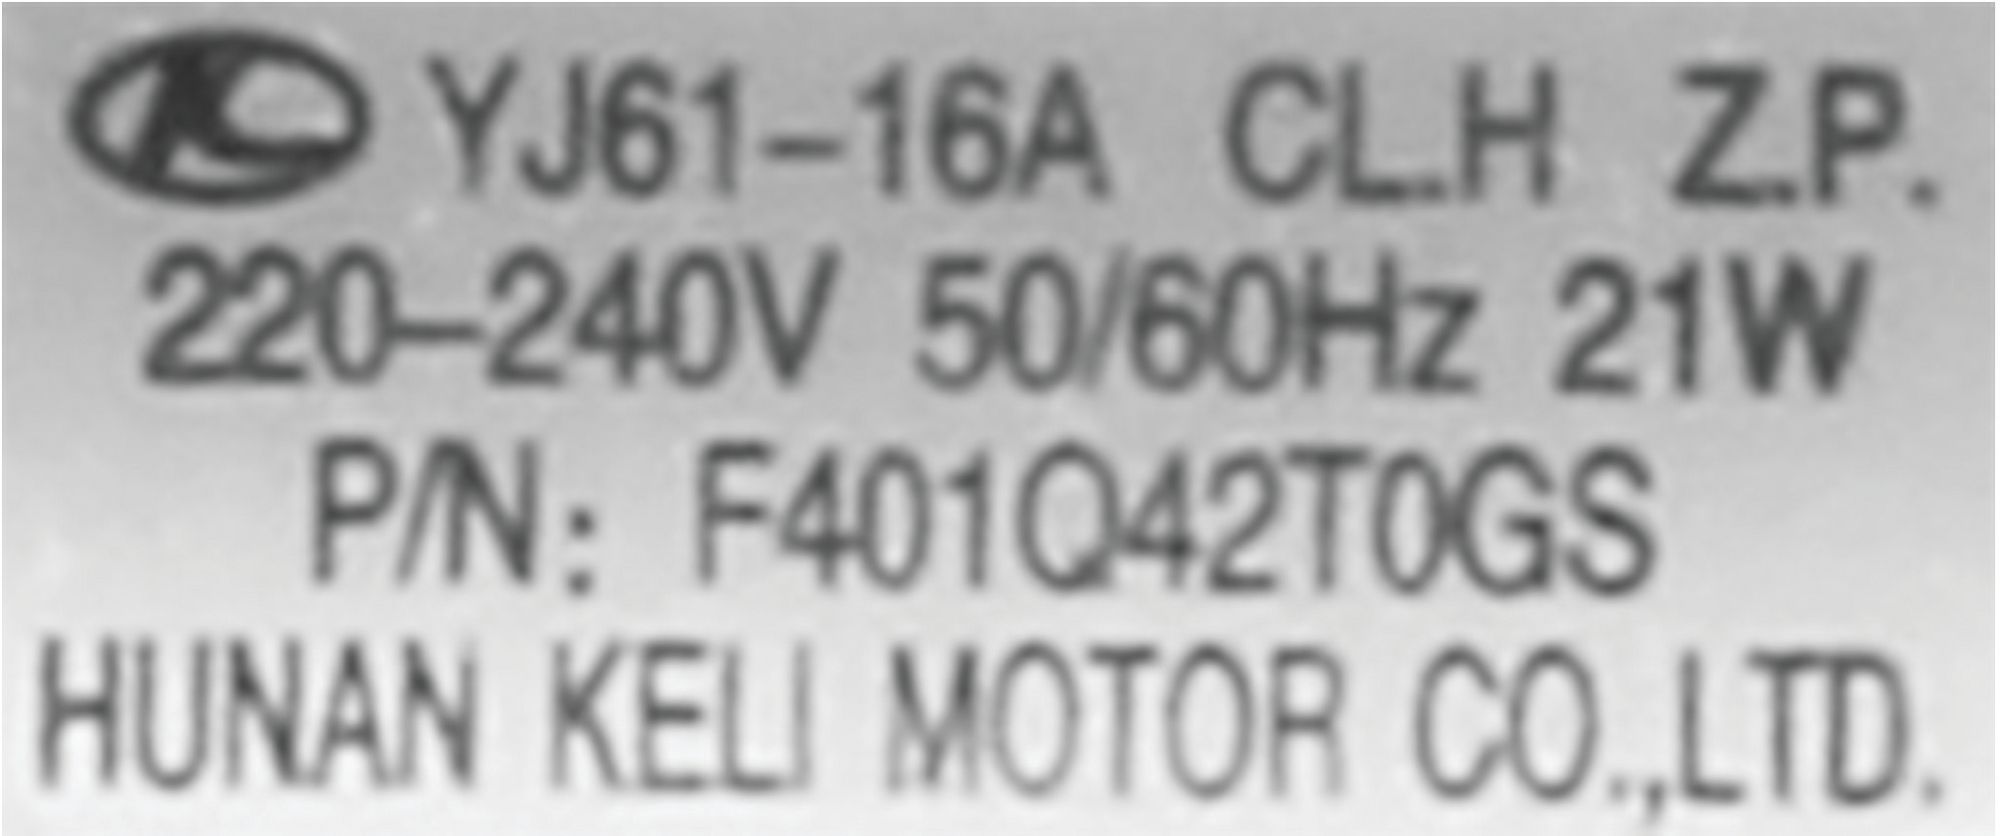 YJ61-16A CL.H Z.P.
220-240V 50/60Hz 21W
P/N: F401Q42T0GS
HUNAN KELI MOTOR CO.,LTD.